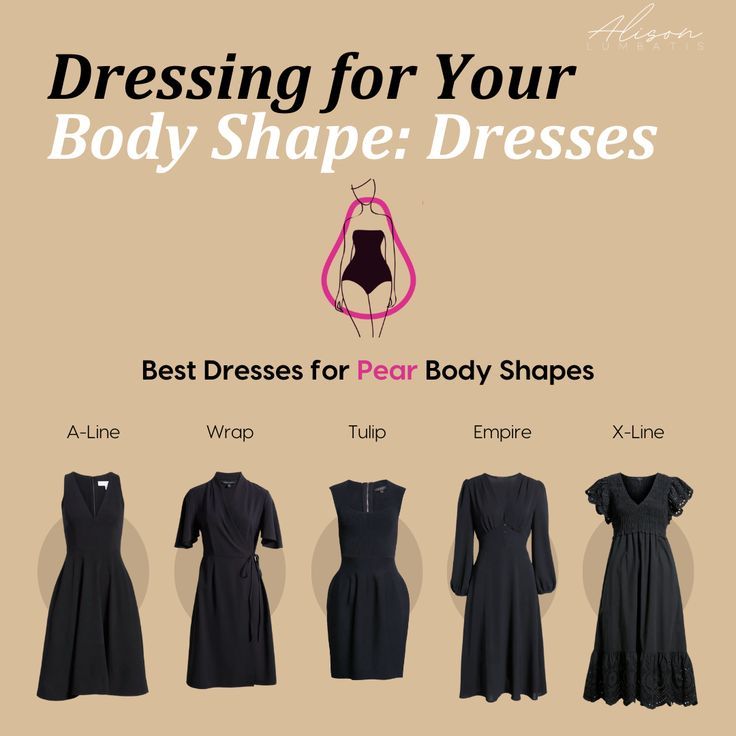 Alison
LUMBATIS
Dressing for Your
Body Shape: Dresses
Best Dresses for Pear Body Shapes
A-Line Wrap Tulip Empire X-Line